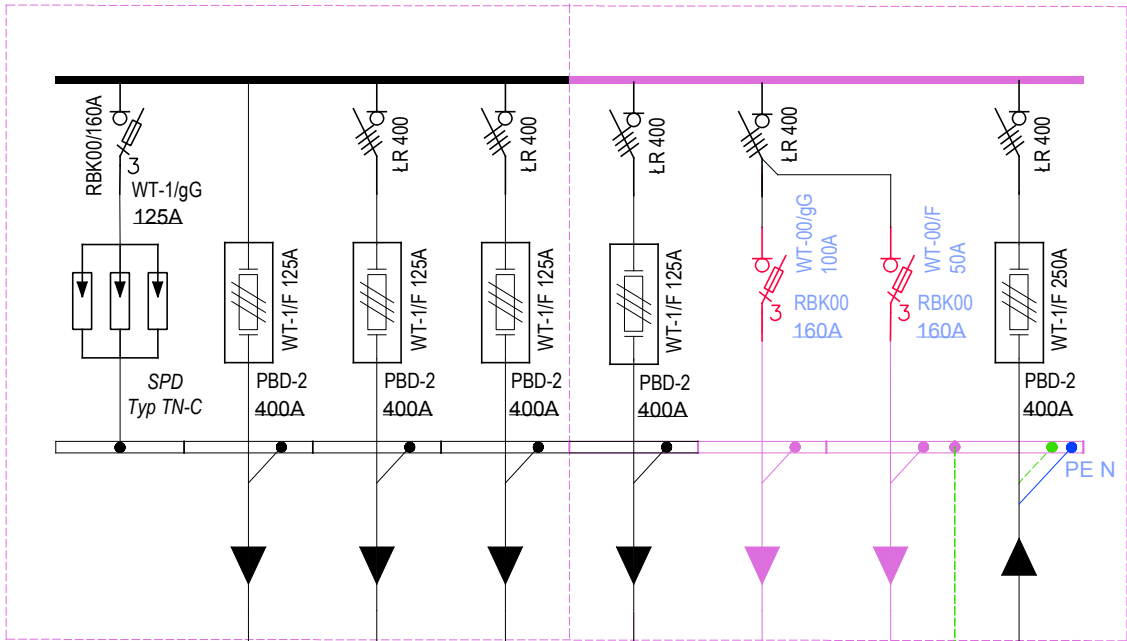 RBK00/160A
3
WT-1/gG
125A
SPD
Typ TN-C
WT-1/F 125A
PBD-2
400A
ŁR 400
WT-1/F 125A
PBD-2
400A
ŁR 400
WT-1/F 125A
PBD-2
400A
ŁR 400
WT-1/F 125A
PBD-2
400A
ŁR 400
WT-00/gG
100A
3
RBK00
160A
WT-00/F
50A
3
RBK00
160A
ŁR 400
WT-1/F 250A
PBD-2
400A
PE N